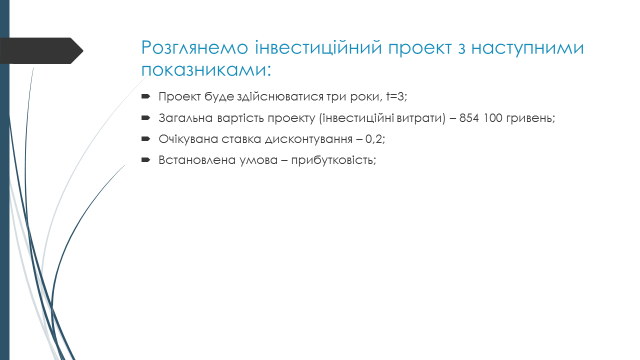 Розглянемо інвестиційний проект з наступними
показниками:
Проект буде здійснюватися три роки, t=3;
Загальна вартість проекту (інвестиційні витрати) – 854 100 гривень;
Очікувана ставка дисконтування – 0,2;
Встановлена умова – прибутковість;